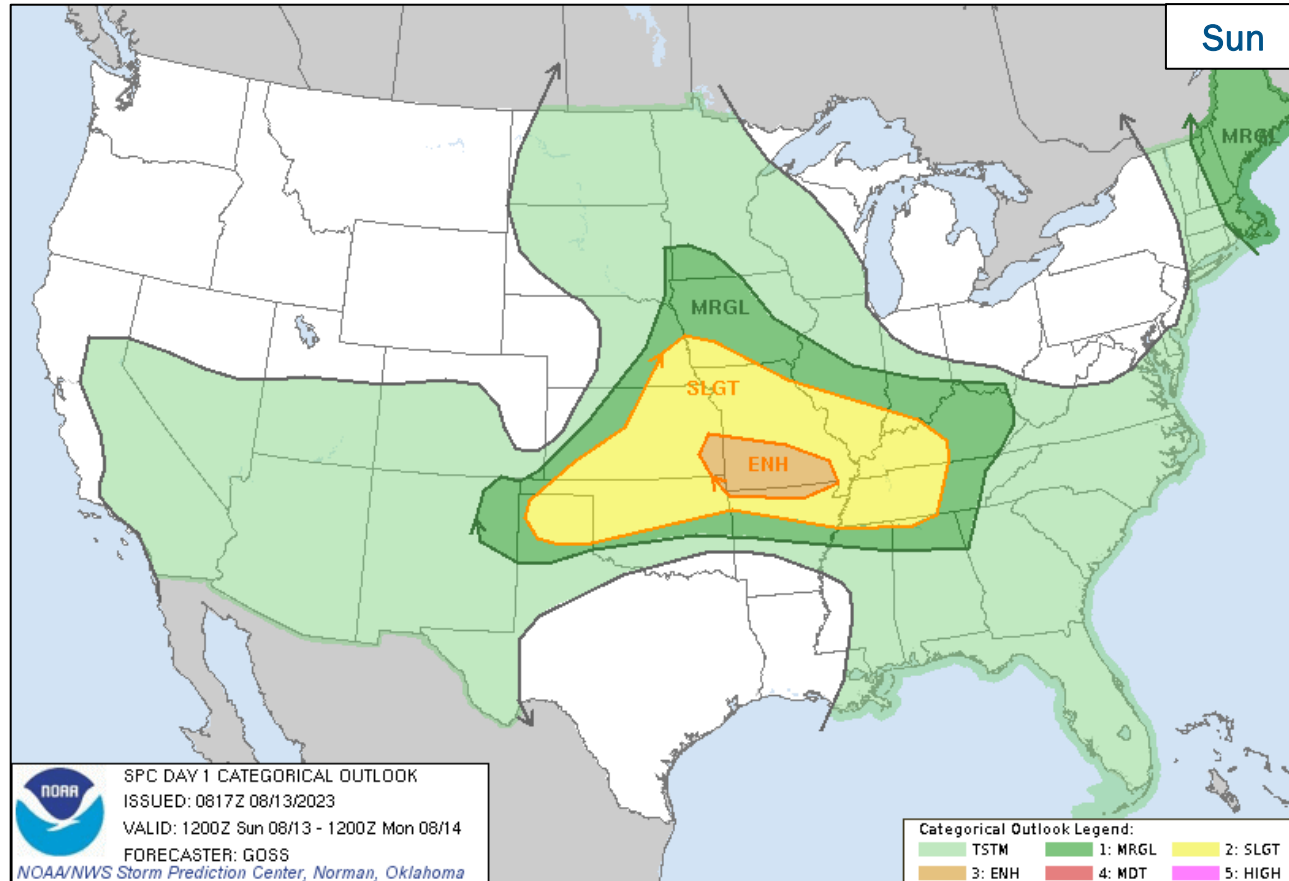 Sun
MRGL
MRGL
SLGT
ENH
NOAA
SPC DAY 1 CATEGORICAL OUTLOOK
ISSUED: 0817Z 08/13/2023
VALID: 1200Z Sun 08/13 - 1200Z Mon 08/14
FORECASTER: GOSS
NOAA/NWS Storm Prediction Center, Norman, Oklahoma
Categorical Outlook Legend:
TSTM 1: MRGL 2: SLGT
3: ENH 4: MDT 5: HIGH